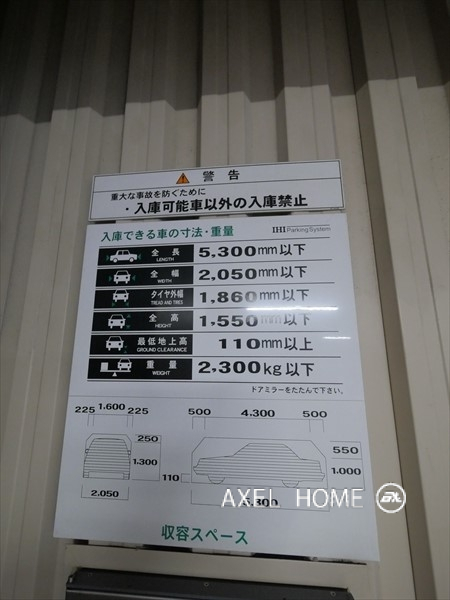 警告
重大な事故を防ぐために
・入庫可能車以外の入庫禁止
入庫できる車の寸法・重量
IHI Parking System
全長 LENGTH 5,300mm以下
全幅 WEITH 2,050mm以下
タイヤ外幅 TREAD AND TIRES 1,860mm以下
全高 HEIGHT 1,550mm以下
最低地上高 GROUND CLEARANCE 110mm以上
重量 WEIGHT 2,300kg以下
ドアミラーをたたんで下さい。
225 1.600 225
500 4.300 500
250
1.300
550
1.000
110
2.050
5.300
AXEL HOME
収容スペース